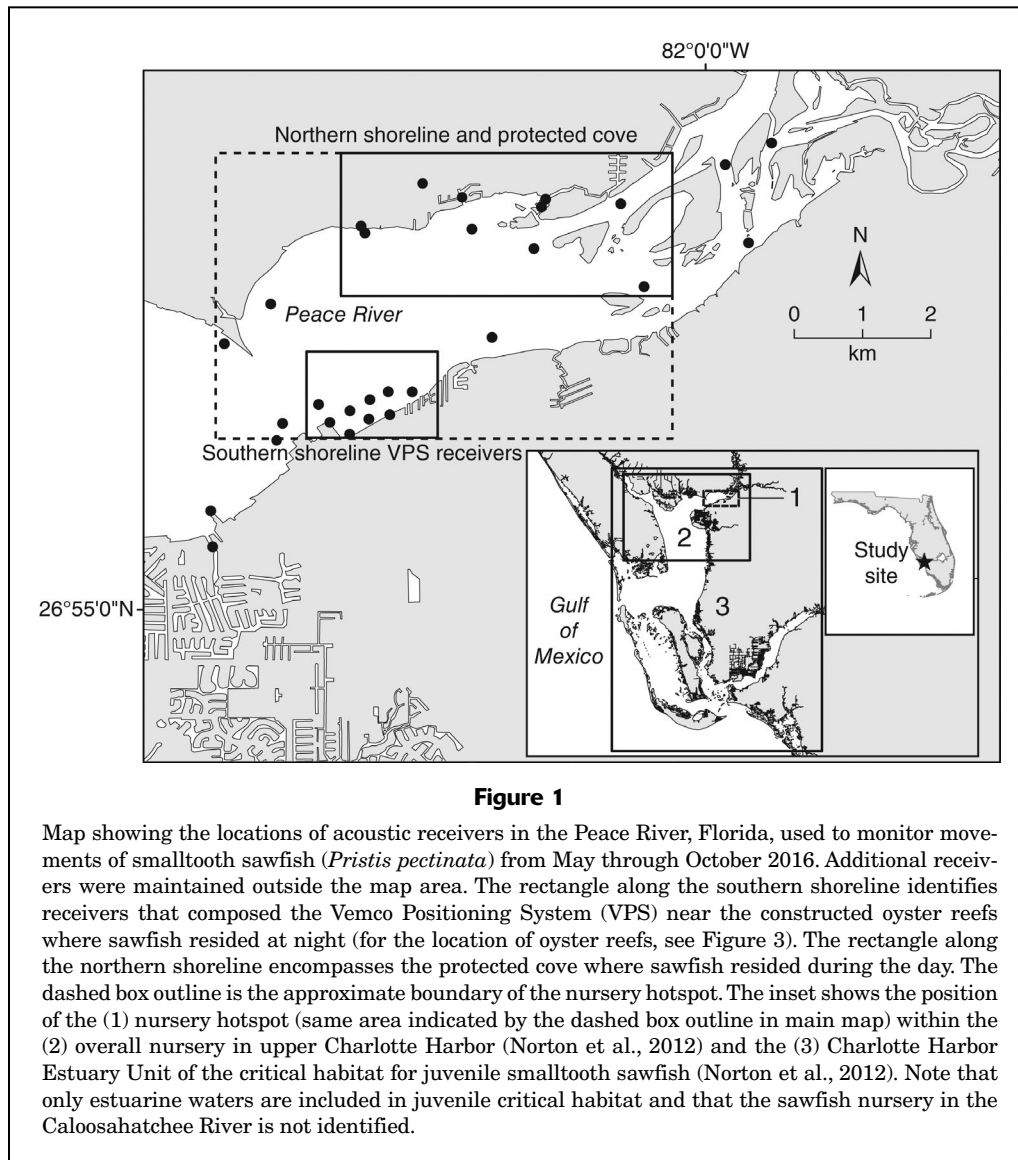 82°0'0"W
Northern shoreline and protected cove
N
Peace River
0 1 2
km
Southern shoreline VPS receivers
1
2
Study
site
3
Gulf
of
Mexico
26°55'0"N
Figure 1
Map showing the locations of acoustic receivers in the Peace River, Florida, used to monitor move-
ments of smalltooth sawfish (Pristis pectinata) from May through October 2016. Additional receiv-
ers were maintained outside the map area. The rectangle along the southern shoreline identifies
receivers that composed the Vemco Positioning System (VPS) near the constructed oyster reefs
where sawfish resided at night (for the location of oyster reefs, see Figure 3). The rectangle along
the northern shoreline encompasses the protected cove where sawfish resided during the day. The
dashed box outline is the approximate boundary of the nursery hotspot. The inset shows the position
of the (1) nursery hotspot (same area indicated by the dashed box outline in main map) within the
(2) overall nursery in upper Charlotte Harbor (Norton et al., 2012) and the (3) Charlotte Harbor
Estuary Unit of the critical habitat for juvenile smalltooth sawfish (Norton et al., 2012). Note that
only estuarine waters are included in juvenile critical habitat and that the sawfish nursery in the
Caloosahatchee River is not identified.